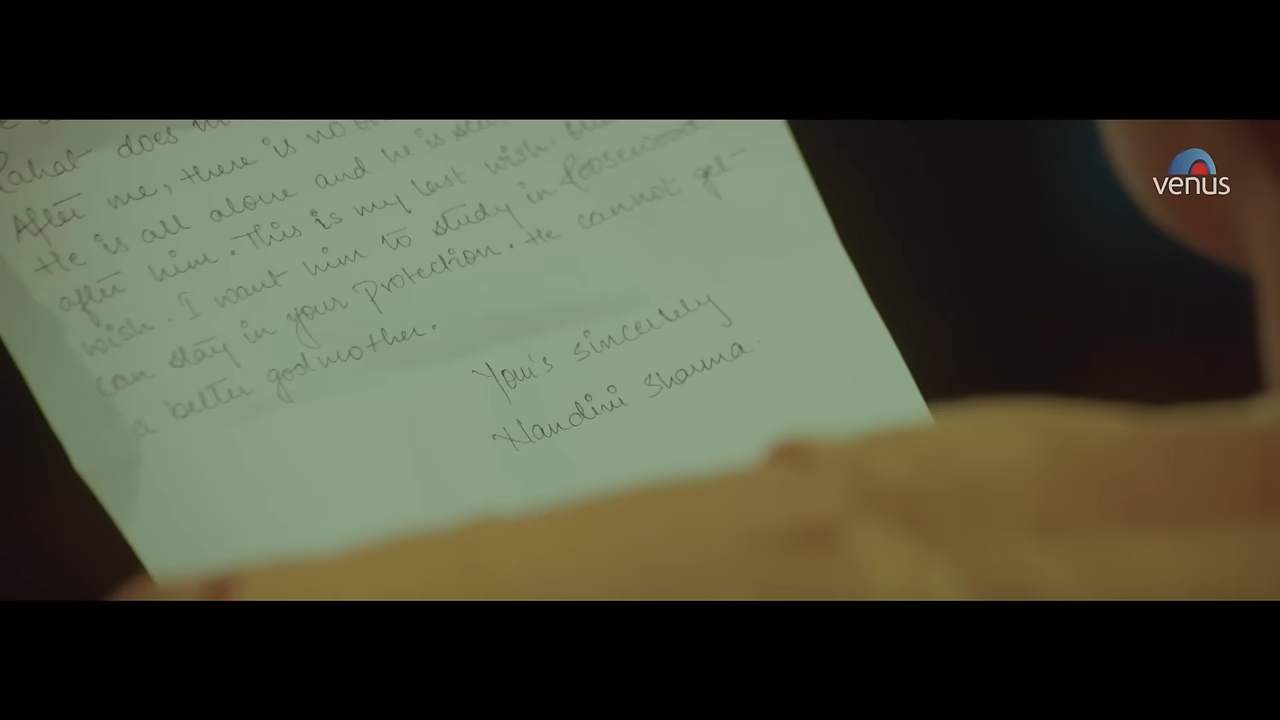 Rahat does
After me, there is no
He is all alone and he is
after him. This is my last wish.
wish. I want him to study in Roosewood
can stay in your Protection. He cannot get
a better godmother.
Your's sincerely
Nandini Sharma.
venus